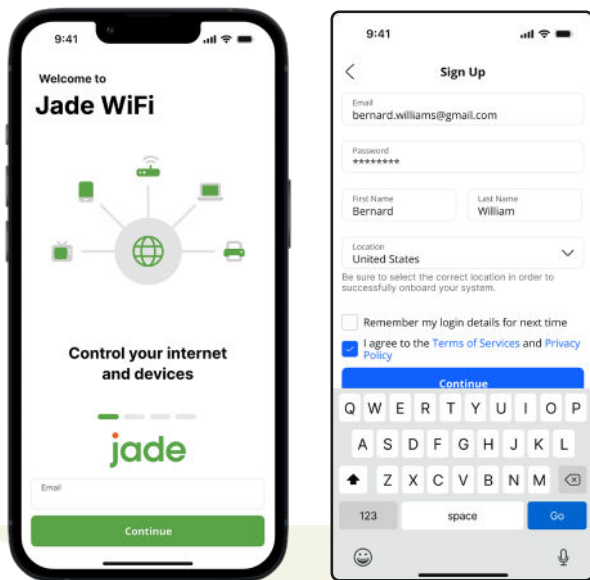 9:41
Welcome to
Jade WiFi
Control your internet
and devices
jade
Email
Continue
9:41
Sign Up
Email
bernard.williams@gmail.com
Password
********
First Name
Bernard
Last Name
William
Location
United States
Be sure to select the correct location in order to
successfully onboard your system.
Remember my login details for next time
I agree to the Terms of Services and Privacy
Policy
Continue
Q W E R T Y U I O P
A S D F G H J K L
Z X C V B N M
123 space Go